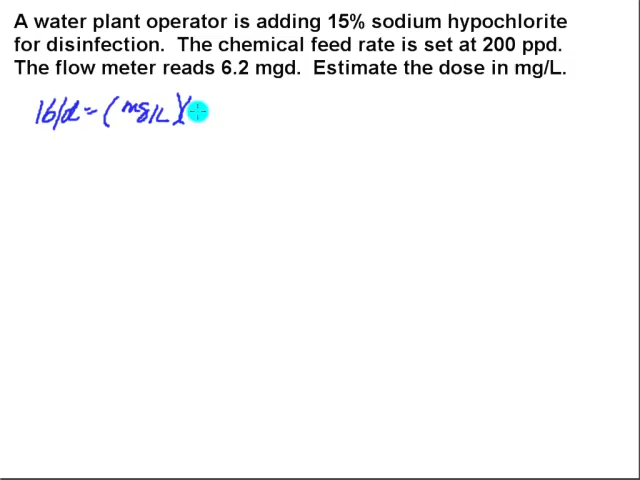 A water plant operator is adding 15% sodium hypochlorite
for disinfection. The chemical feed rate is set at 200 ppd.
The flow meter reads 6.2 mgd. Estimate the dose in mg/L.
lb/d = (mg/L)(